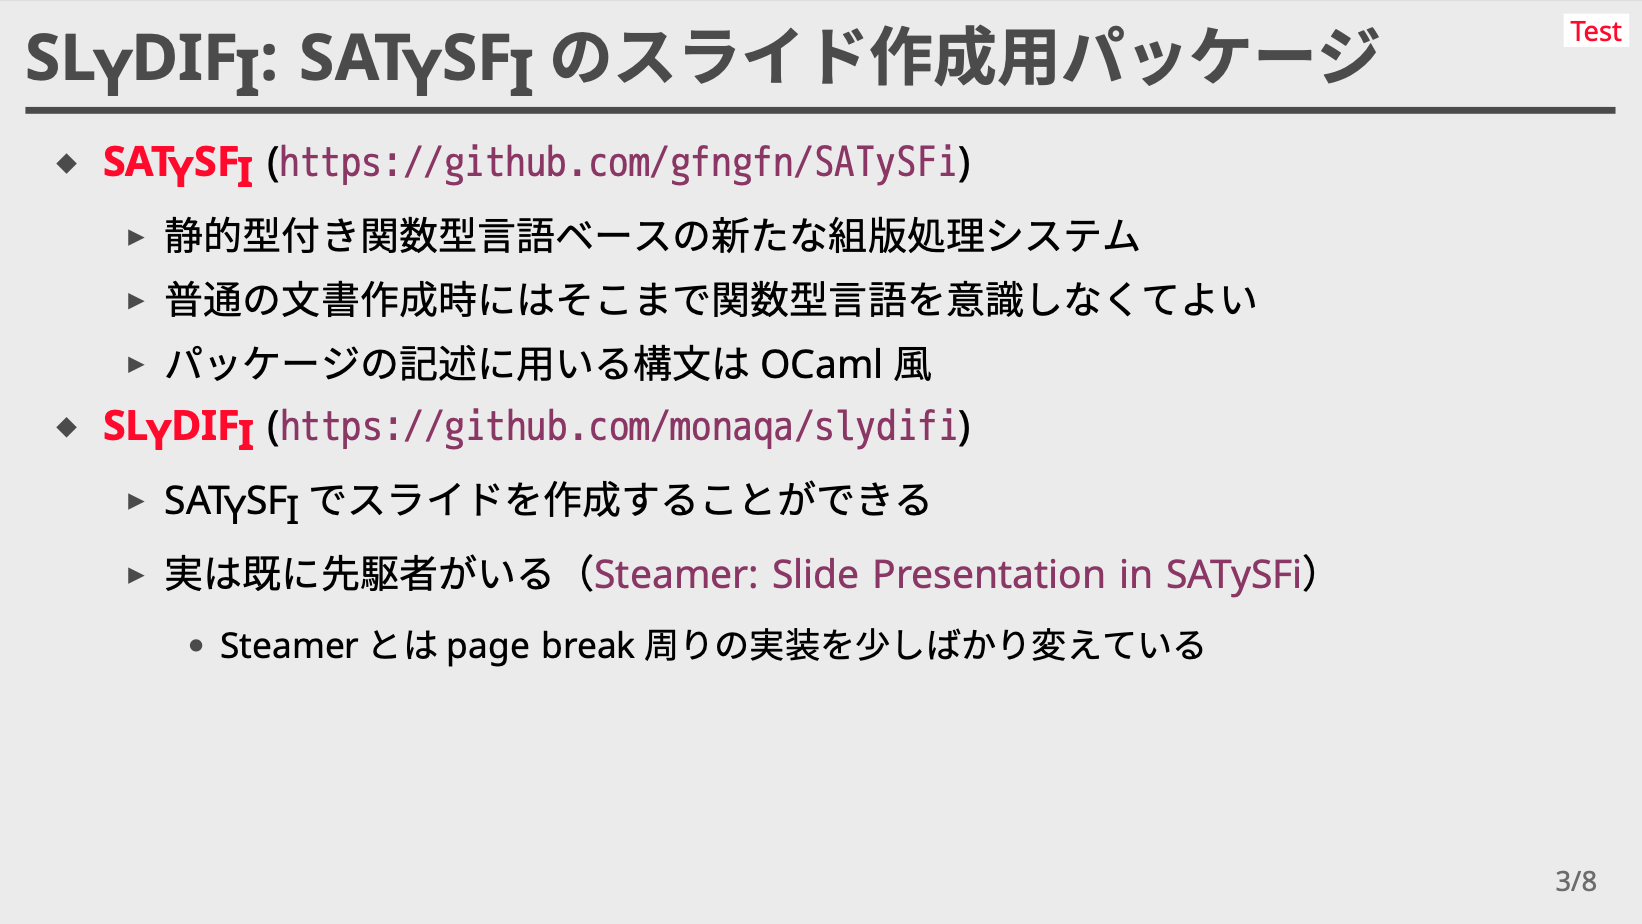 SLYDIFI: SATYSFI のスライド作成用パッケージ
Test
◆ SATYSFI (https://github.com/gfngfn/SATySFi)
▶ 静的型付き関数型言語ベースの新たな組版処理システム
▶ 普通の文書作成時にはそこまで関数型言語を意識しなくてよい
▶ パッケージの記述に用いる構文は OCaml 風
◆ SLYDIFI (https://github.com/monaqa/slydifi)
▶ SATYSFI でスライドを作成することができる
▶ 実は既に先駆者がいる（Steamer: Slide Presentation in SATySFi）
• Steamer とは page break 周りの実装を少しばかり変えている
3/8